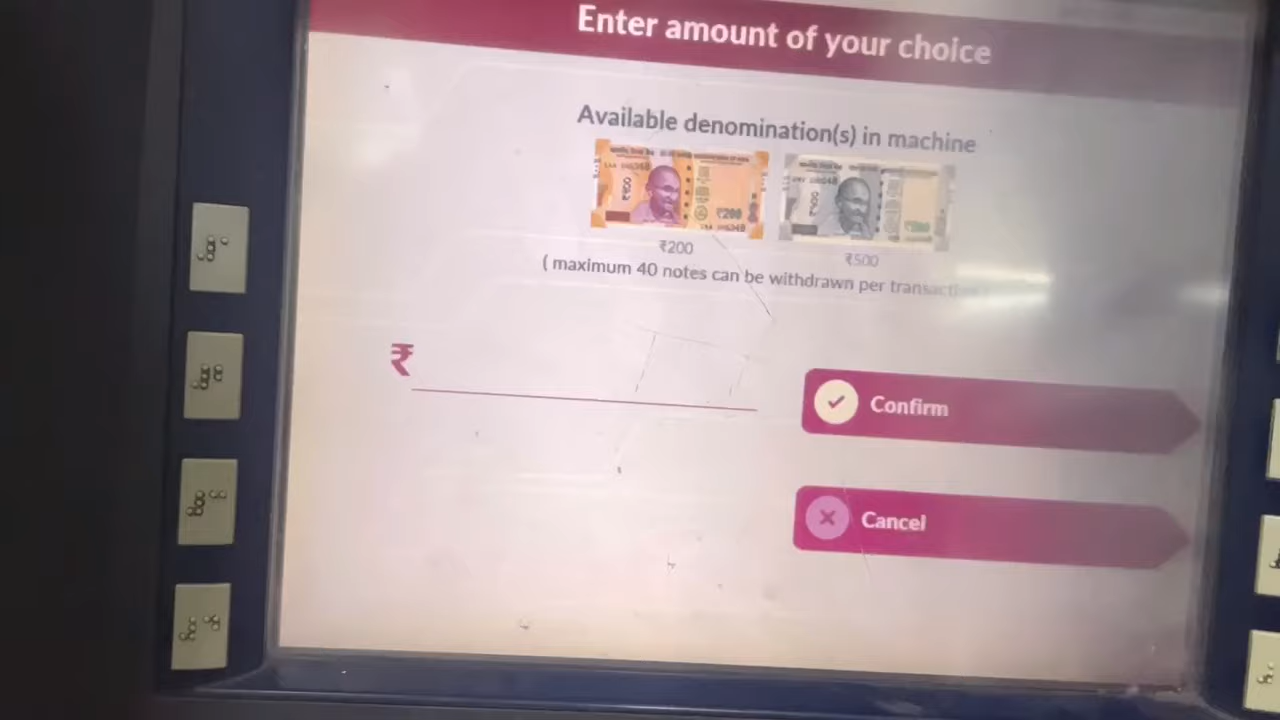 Enter amount of your choice
Available denomination(s) in machine
₹200
₹200 ₹500
( maximum 40 notes can be withdrawn per
₹
Confirm
Cancel